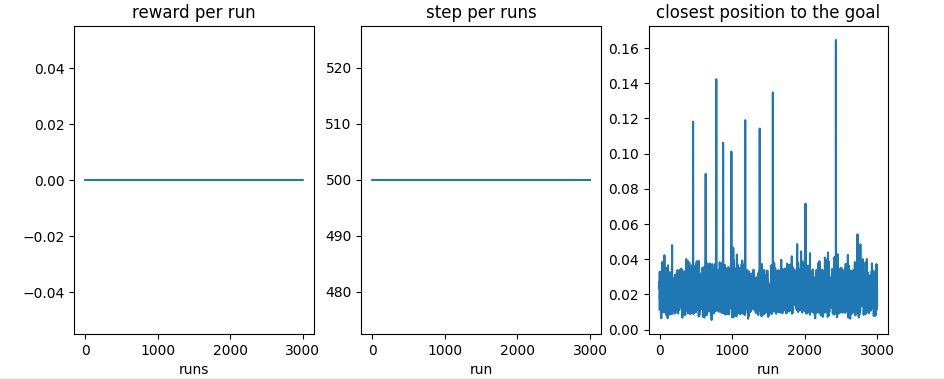 reward per run
0.04
0.02
0.00
−0.02
−0.04
0 1000 2000 3000
runs
step per runs
520
510
500
490
480
0 1000 2000 3000
run
closest position to the goal
0.16
0.14
0.12
0.10
0.08
0.06
0.04
0.02
0.00
0 1000 2000 3000
run